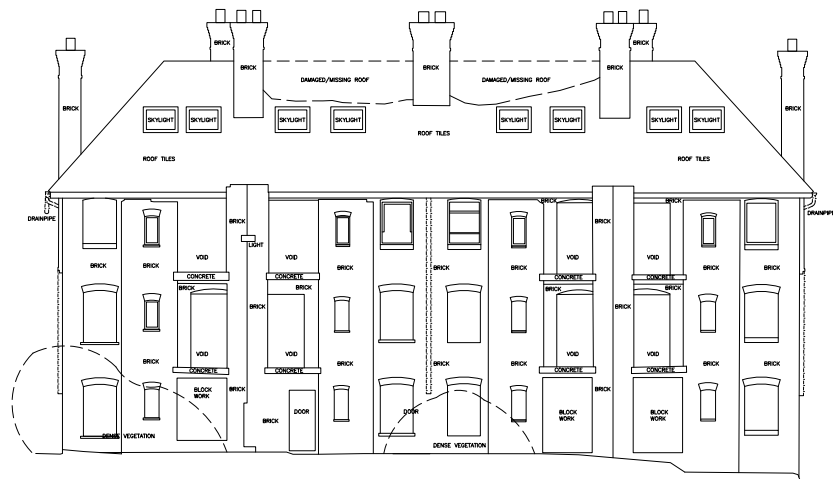 BRICK
BRICK
BRICK
BRICK
BRICK
DAMAGED/MISSING ROOF
DAMAGED/MISSING ROOF
BRICK
BRICK
SKYLIGHT
SKYLIGHT
SKYLIGHT
SKYLIGHT
SKYLIGHT
SKYLIGHT
SKYLIGHT
SKYLIGHT
ROOF TILES
ROOF TILES
ROOF TILES
BRICK
BRICK
DRAINPIPE
DRAINPIPE
BRICK
LIGHT
VOID
VOID
VOID
VOID
BRICK
BRICK
BRICK
BRICK
BRICK
BRICK
BRICK
CONCRETE
CONCRETE
CONCRETE
CONCRETE
BRICK
BRICK
BRICK
BRICK
BRICK
BRICK
VOID
VOID
VOID
VOID
BRICK
BRICK
BRICK
BRICK
BRICK
BRICK
CONCRETE
CONCRETE
CONCRETE
CONCRETE
BLOCK
WORK
BRICK
BRICK
BLOCK
WORK
BLOCK
WORK
DOOR
DOOR
BRICK
DENSE VEGETATION
DENSE VEGETATION